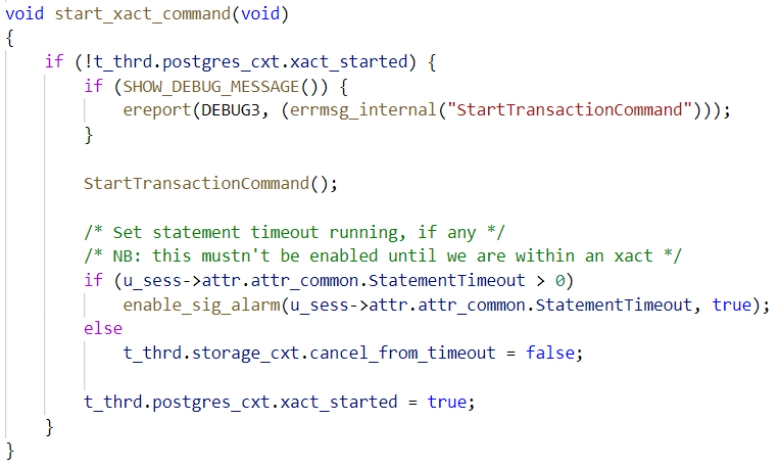 void start_xact_command(void)
{
    if (!t_thrd.postgres_cxt.xact_started) {
        if (SHOW_DEBUG_MESSAGE()) {
            ereport(DEBUG3, (errmsg_internal("StartTransactionCommand")));
        }

        StartTransactionCommand();

        /* Set statement timeout running, if any */
        /* NB: this mustn't be enabled until we are within an xact */
        if (u_sess->attr.attr_common.StatementTimeout > 0)
            enable_sig_alarm(u_sess->attr.attr_common.StatementTimeout, true);
        else
            t_thrd.storage_cxt.cancel_from_timeout = false;

        t_thrd.postgres_cxt.xact_started = true;
    }
}